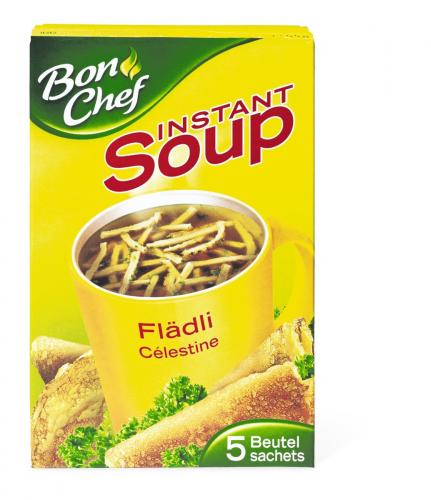 Bon
Chef
INSTANT
Soup
Flädli
Célestine
5 Beutel
sachets